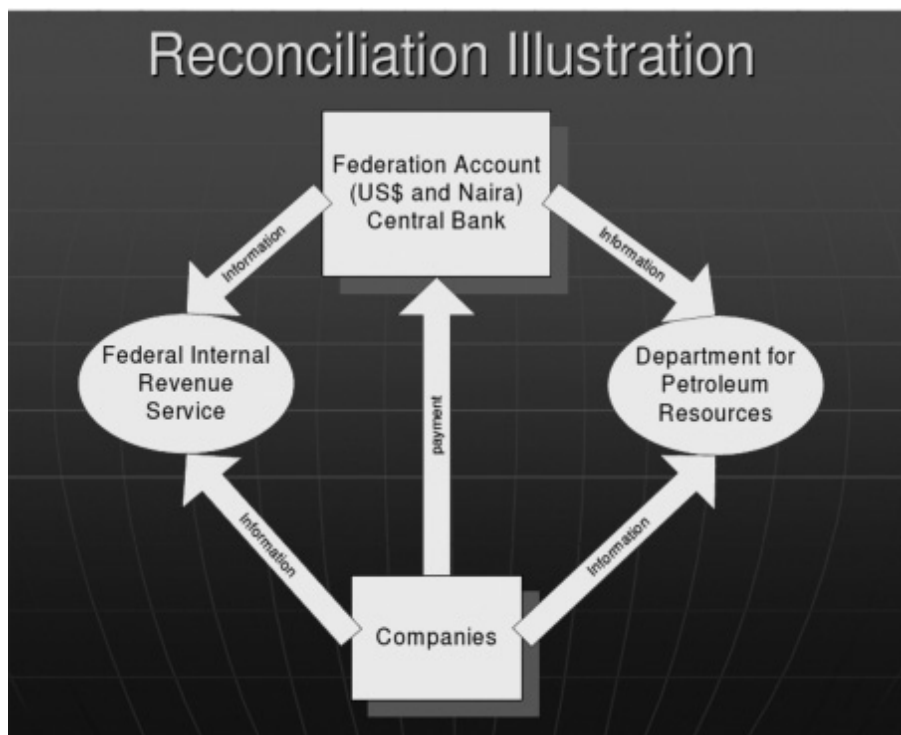 Reconciliation Illustration
Federation Account
(US$ and Naira)
Central Bank
Information
Information
Federal Internal
Revenue
Service
Department for
Petroleum
Resources
payment
Information
Information
Companies